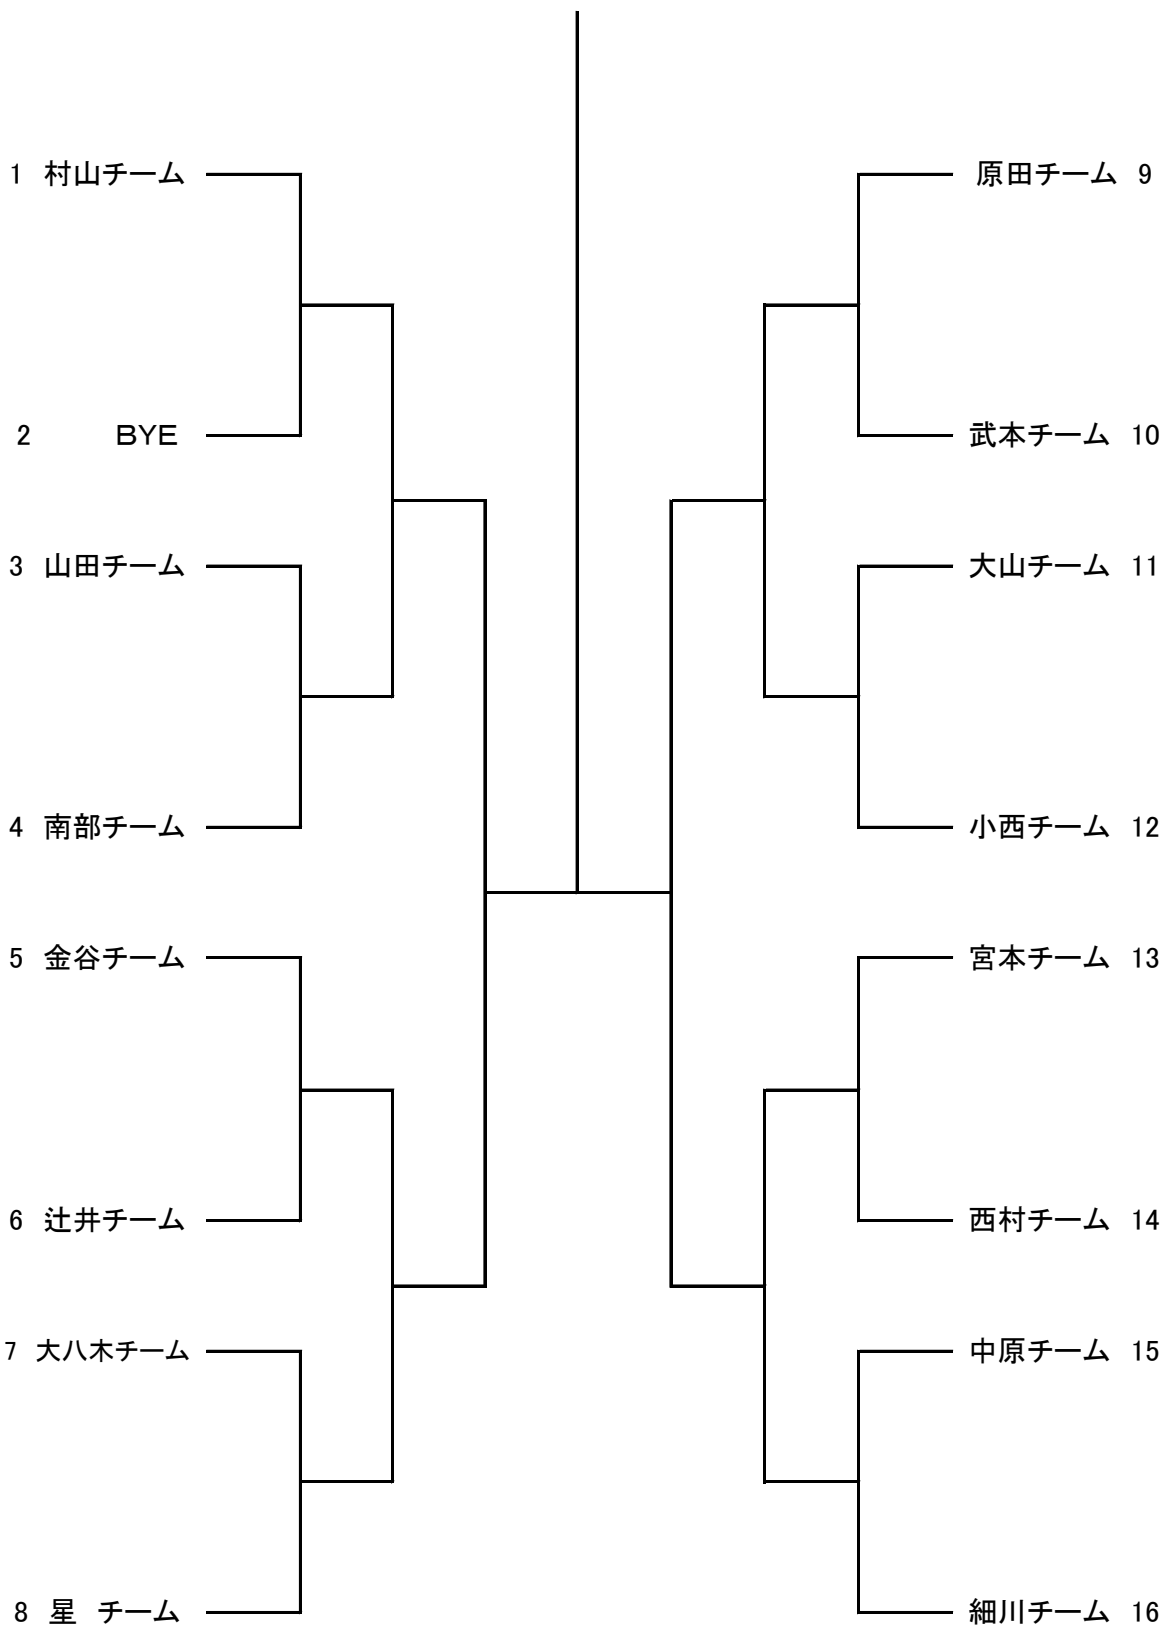 1 村山チーム
2 BYE
3 山田チーム
4 南部チーム
5 金谷チーム
6 辻井チーム
7 大八木チーム
8 星 チーム
原田チーム 9
武本チーム 10
大山チーム 11
小西チーム 12
宮本チーム 13
西村チーム 14
中原チーム 15
細川チーム 16